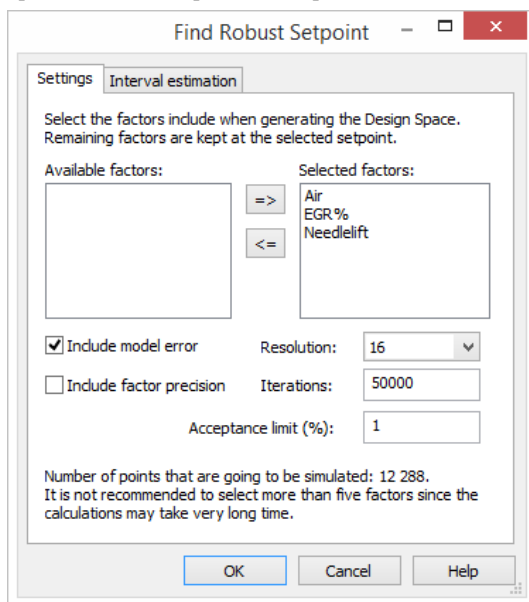 Find Robust Setpoint
Settings
Interval estimation
Select the factors include when generating the Design Space.
Remaining factors are kept at the selected setpoint.
Available factors:
Selected factors:
=>
<=
Air
EGR%
Needlelift
Include model error
Resolution:
16
Include factor precision
Iterations:
50000
Acceptance limit (%):
1
Number of points that are going to be simulated: 12 288.
It is not recommended to select more than five factors since the
calculations may take very long time.
OK
Cancel
Help